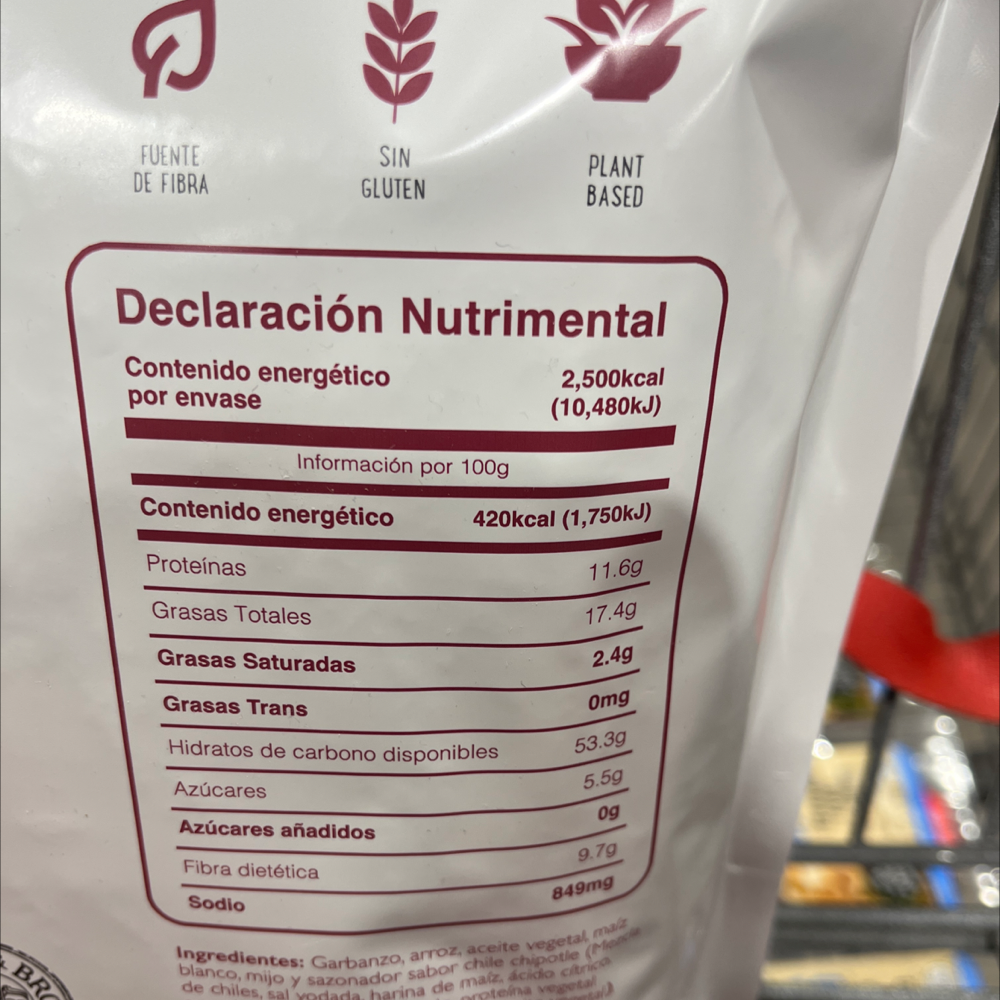 FUENTE
DE FIBRA
SIN
GLUTEN
PLANT
BASED
Declaración Nutrimental
Contenido energético
por envase
2,500kcal
(10,480kJ)
Información por 100g
Contenido energético 420kcal (1,750kJ)
Proteínas 11.6g
Grasas Totales 17.4g
Grasas Saturadas 2.4g
Grasas Trans 0mg
Hidratos de carbono disponibles 53.3g
Azúcares 5.5g
Azúcares añadidos 0g
Fibra dietética 9.7g
Sodio 849mg
Ingredientes: Garbanzo, arroz, aceite vegetal, maíz
blanco, mijo y sazonador sabor chile chipotle (Mezcla
de chiles, sal yodada, harina de maíz, ácido cítrico,
proteína vegetal